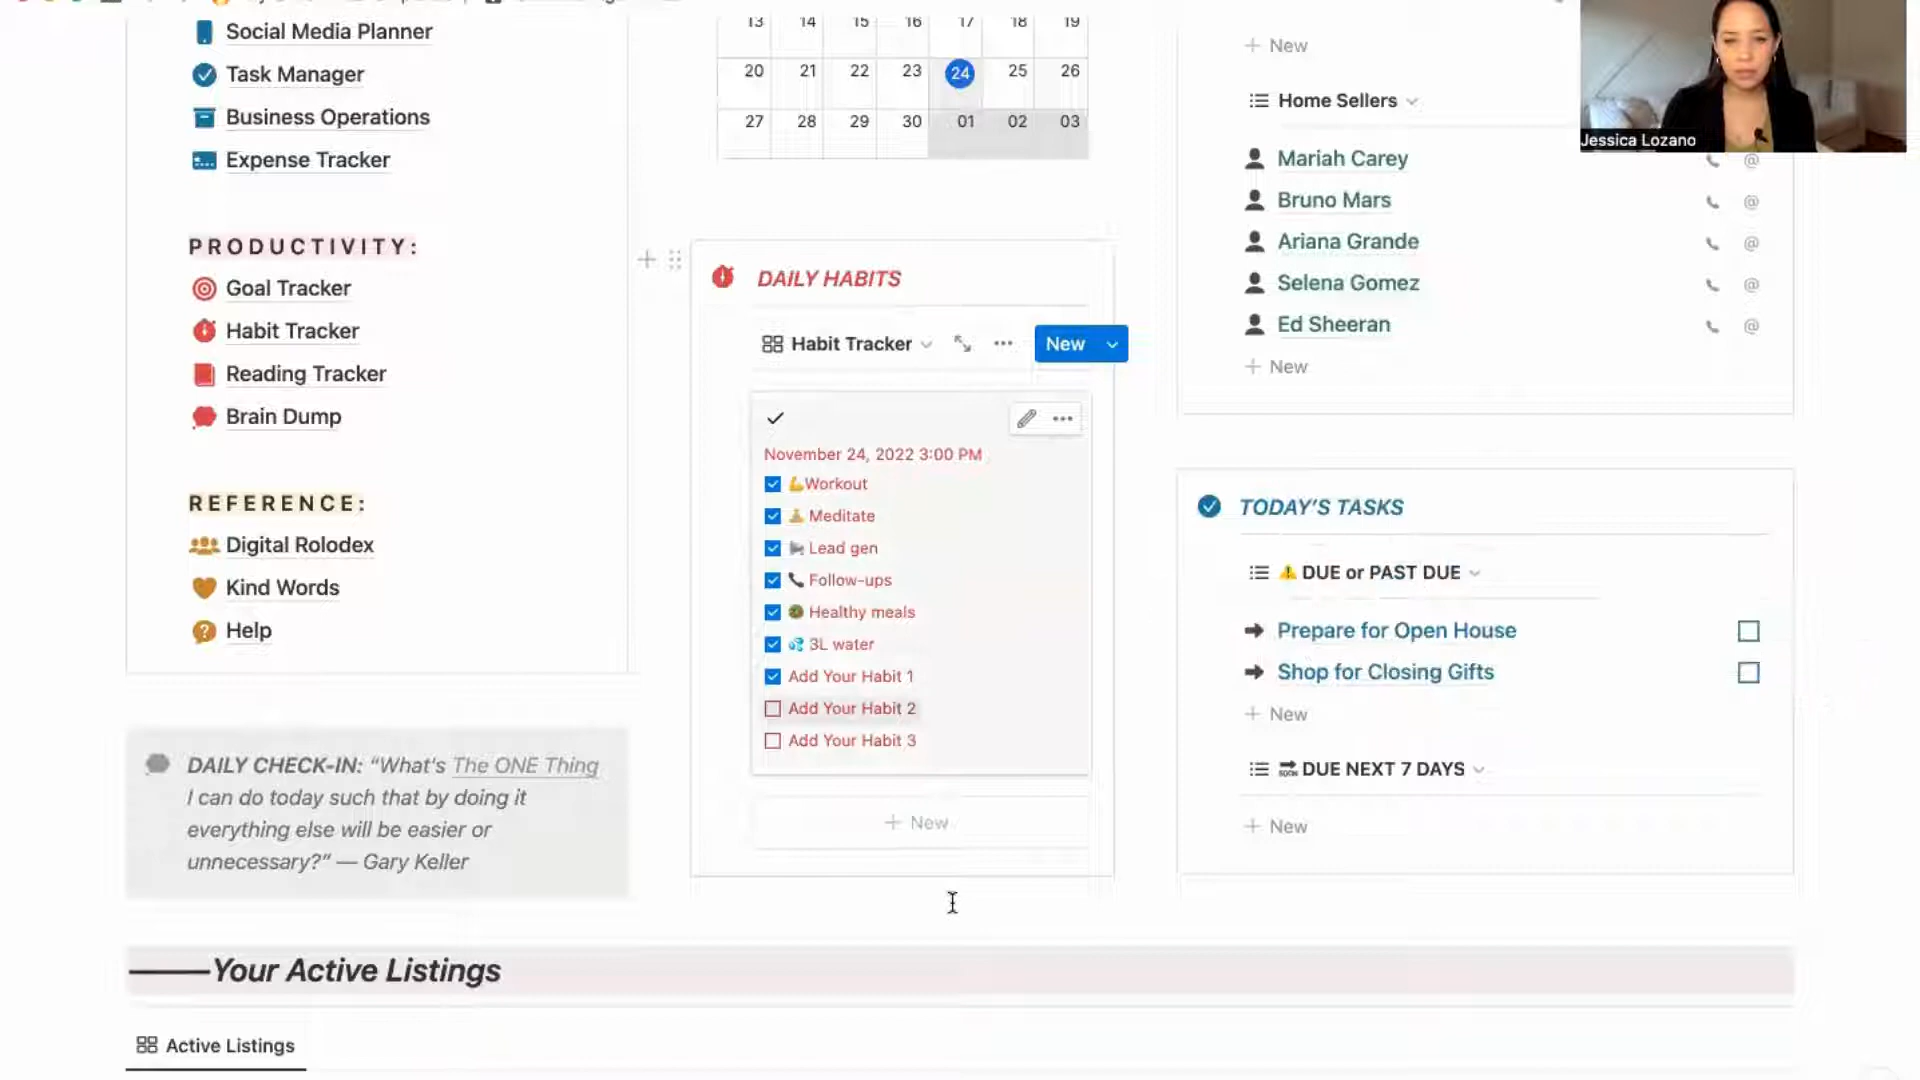 Social Media Planner
Task Manager
Business Operations
Expense Tracker
PRODUCTIVITY:
Goal Tracker
Habit Tracker
Reading Tracker
Brain Dump
REFERENCE:
Digital Rolodex
Kind Words
Help
DAILY CHECK-IN: “What's The ONE Thing
I can do today such that by doing it
everything else will be easier or
unnecessary?” — Gary Keller
13 14 15 16 17 18 19
20 21 22 23 24 25 26
27 28 29 30 01 02 03
DAILY HABITS
Habit Tracker
New
November 24, 2022 3:00 PM
Workout
Meditate
Lead gen
Follow-ups
Healthy meals
3L water
Add Your Habit 1
Add Your Habit 2
Add Your Habit 3
+ New
+ New
Home Sellers
Mariah Carey @
Bruno Mars @
Ariana Grande @
Selena Gomez @
Ed Sheeran @
+ New
Jessica Lozano
TODAY'S TASKS
DUE or PAST DUE
Prepare for Open House
Shop for Closing Gifts
+ New
SOON DUE NEXT 7 DAYS
+ New
Your Active Listings
Active Listings